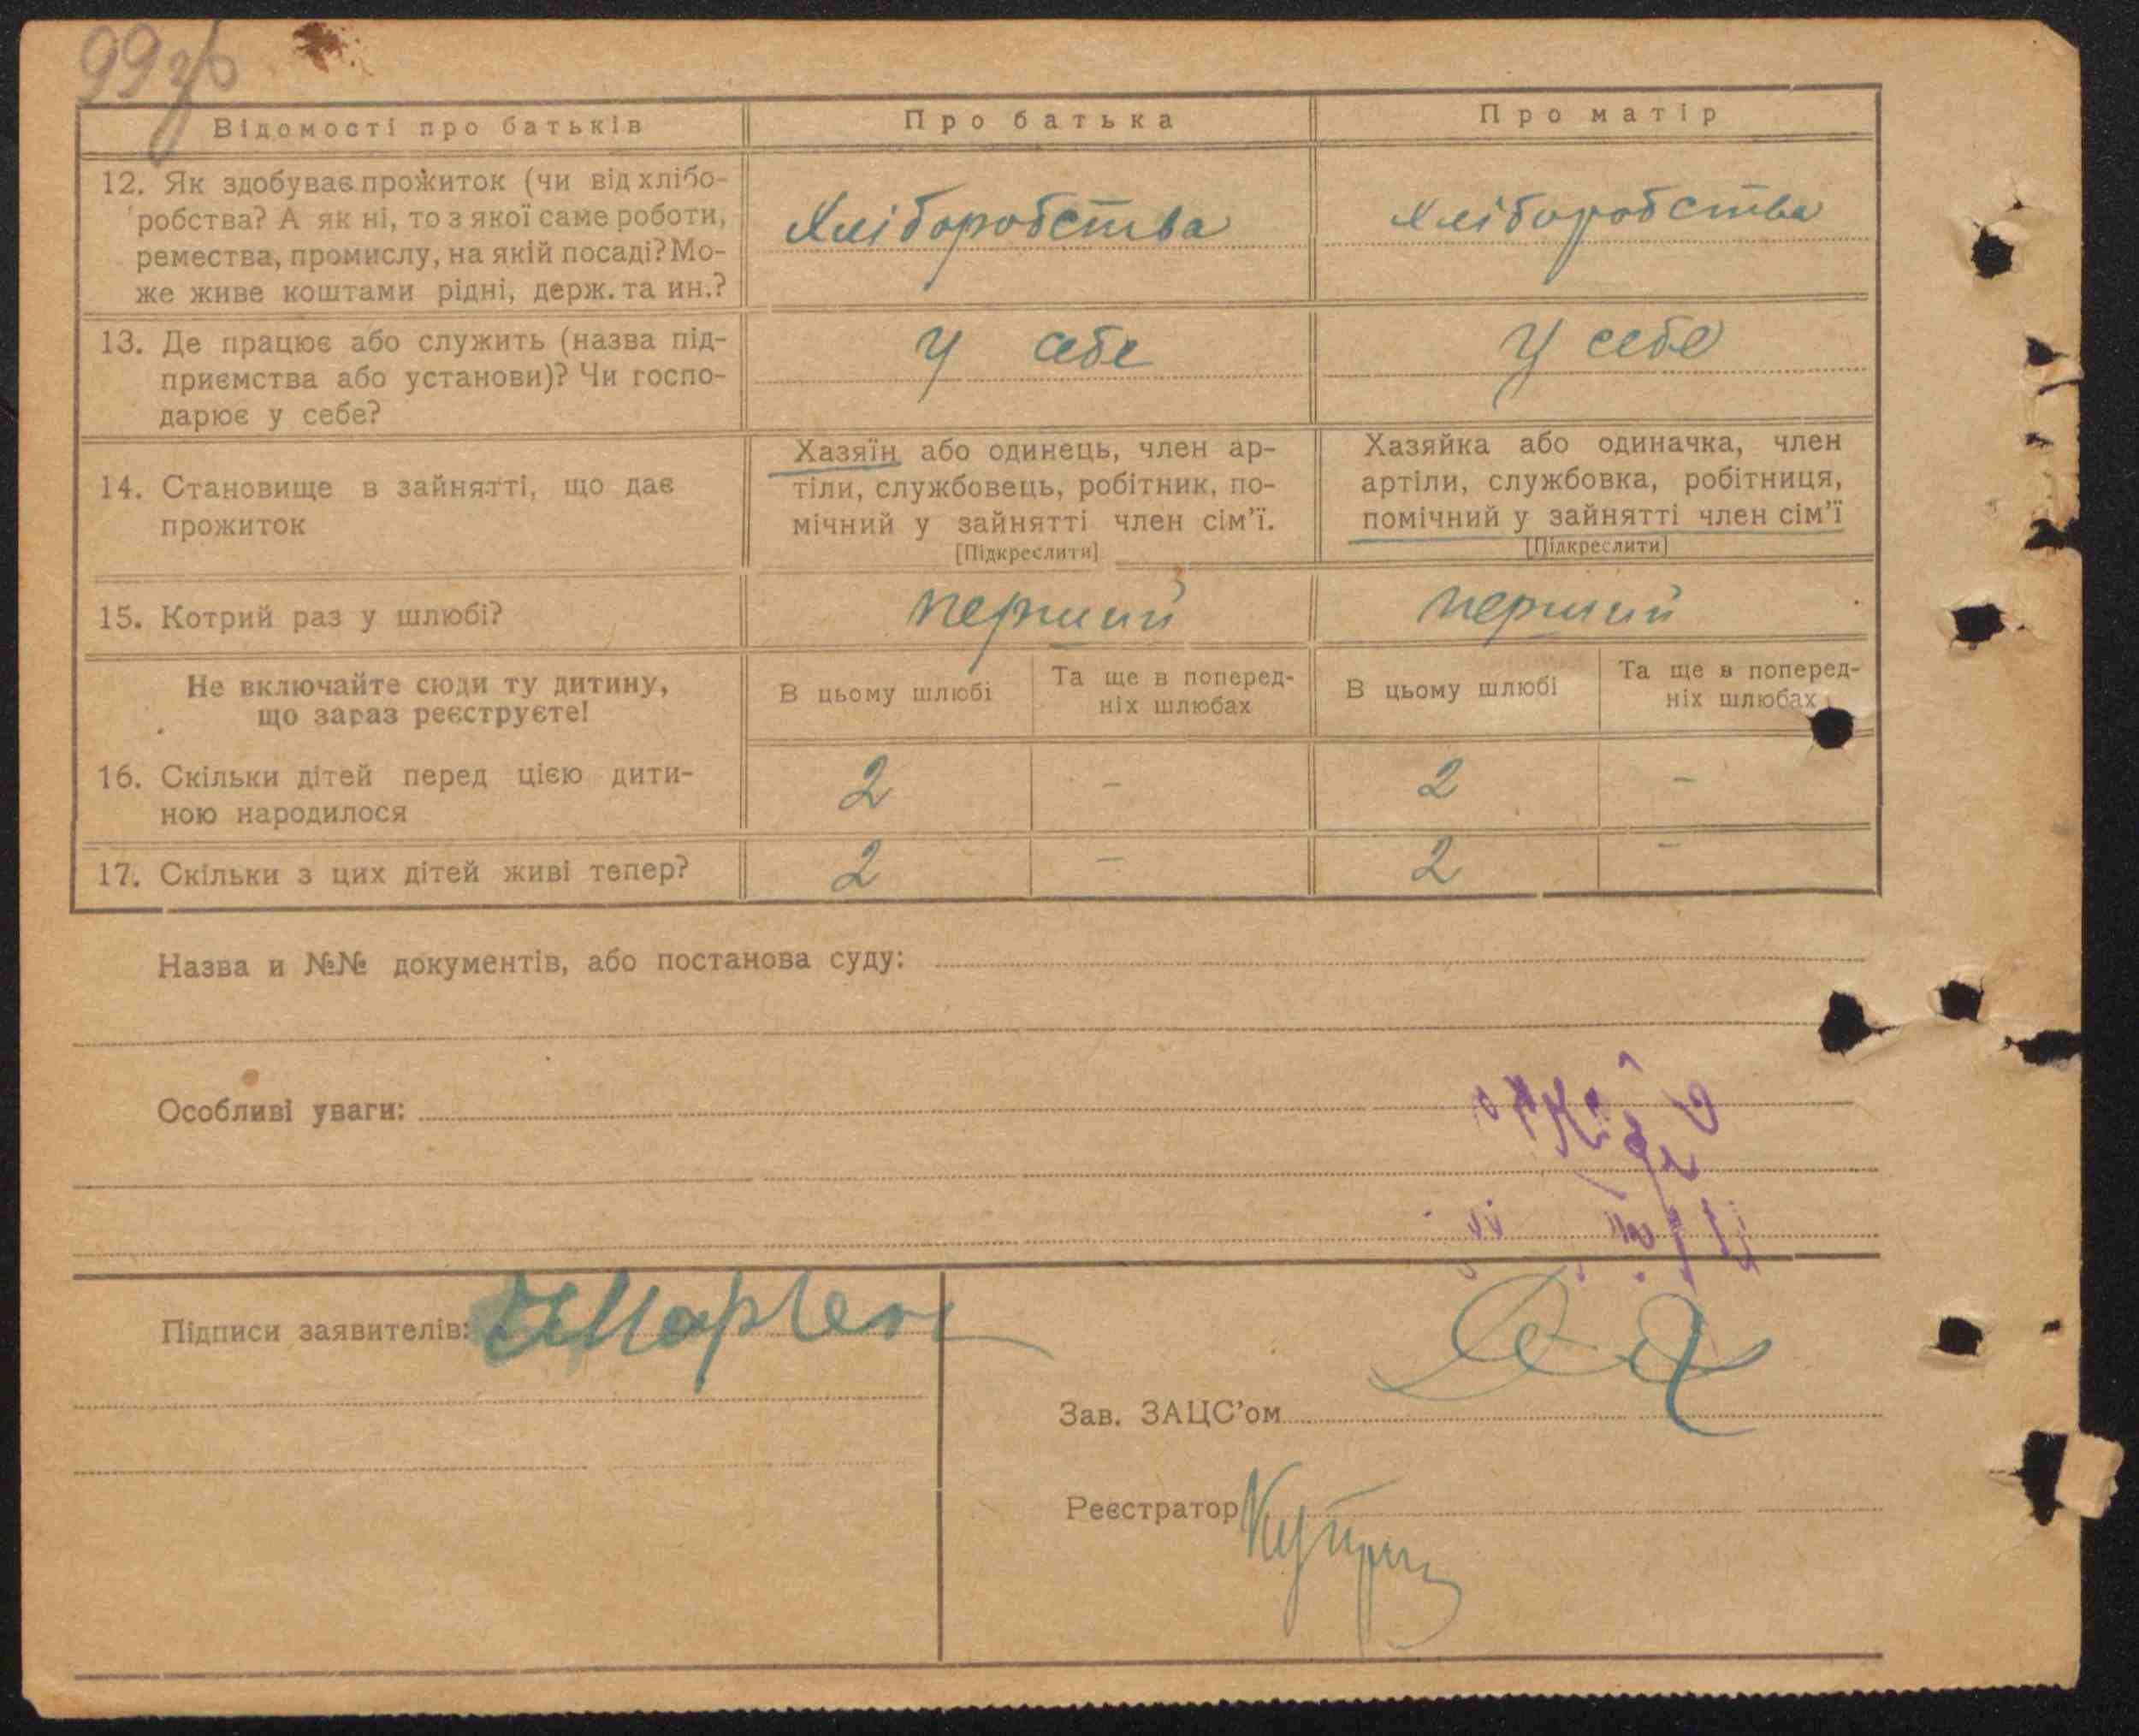 99зв
Відомості про батьків
Про батька
Про матір
12. Як здобуває прожиток (чи від хлібо-
робства? А як ні, то з якої саме роботи,
ремества, промислу, на якій посаді? Мо-
же живе коштами рідні, держ. та ин.?
Хліборобства
Хліборобства
13. Де працює або служить (назва під-
приємства або установи)? Чи госпо-
дарює у себе?
У себе
У себе
14. Становище в зайнятті, що дає
прожиток
Хазяїн або одинець, член ар-
тіли, службовець, робітник, по-
мічний у зайнятті член сім'ї.
[Підкреслити]
Хазяйка або одиначка, член
артіли, службовка, робітниця,
помічний у зайнятті член сім'ї
[Підкреслити]
15. Котрий раз у шлюбі?
перший
перший
Не включайте сюди ту дитину,
що зараз реєструєте!
В цьому шлюбі
Та ще в поперед-
ніх шлюбах
В цьому шлюбі
Та ще в поперед-
ніх шлюбах
16. Скільки дітей перед цією дити-
ною народилося
2 - 2 -
17. Скільки з цих дітей живі тепер?
2 - 2 -
Назва и №№ документів, або постанова суду:
Особливі уваги:
Підписи заявителів:
Зав. ЗАЦС'ом
Реєстратор